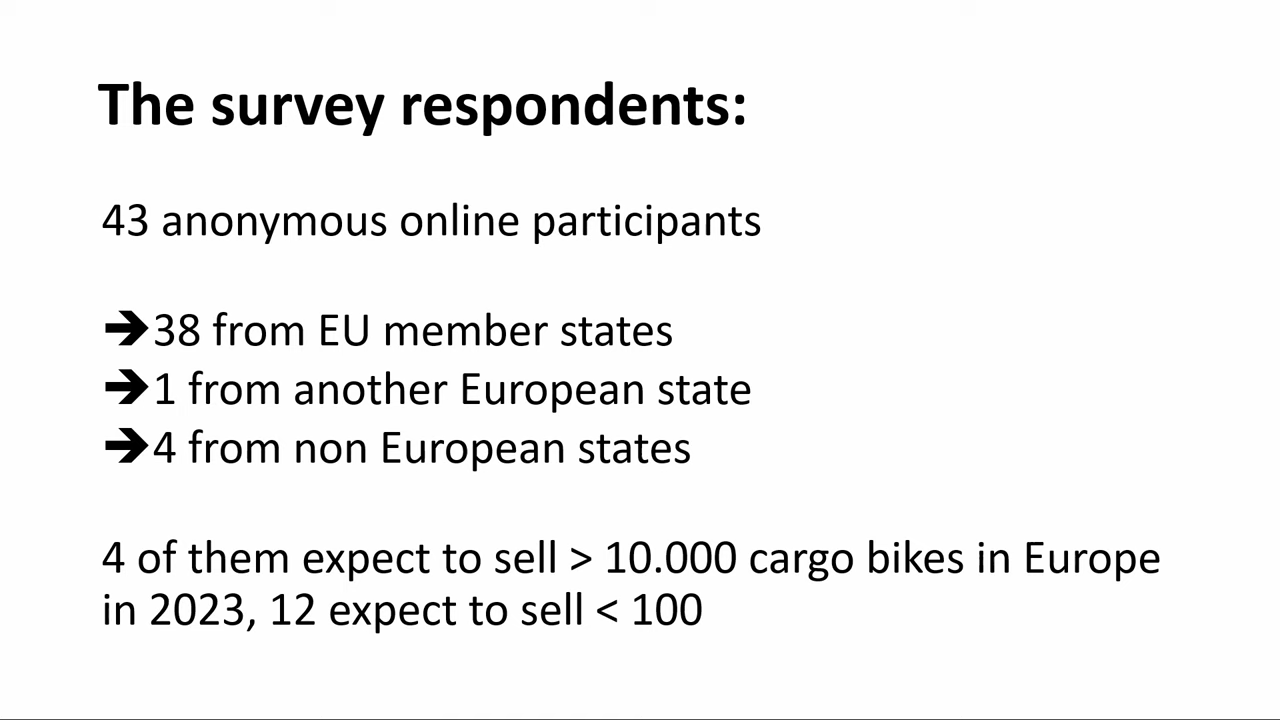 The survey respondents:
43 anonymous online participants
➔38 from EU member states
➔1 from another European state
➔4 from non European states
4 of them expect to sell > 10.000 cargo bikes in Europe
in 2023, 12 expect to sell < 100